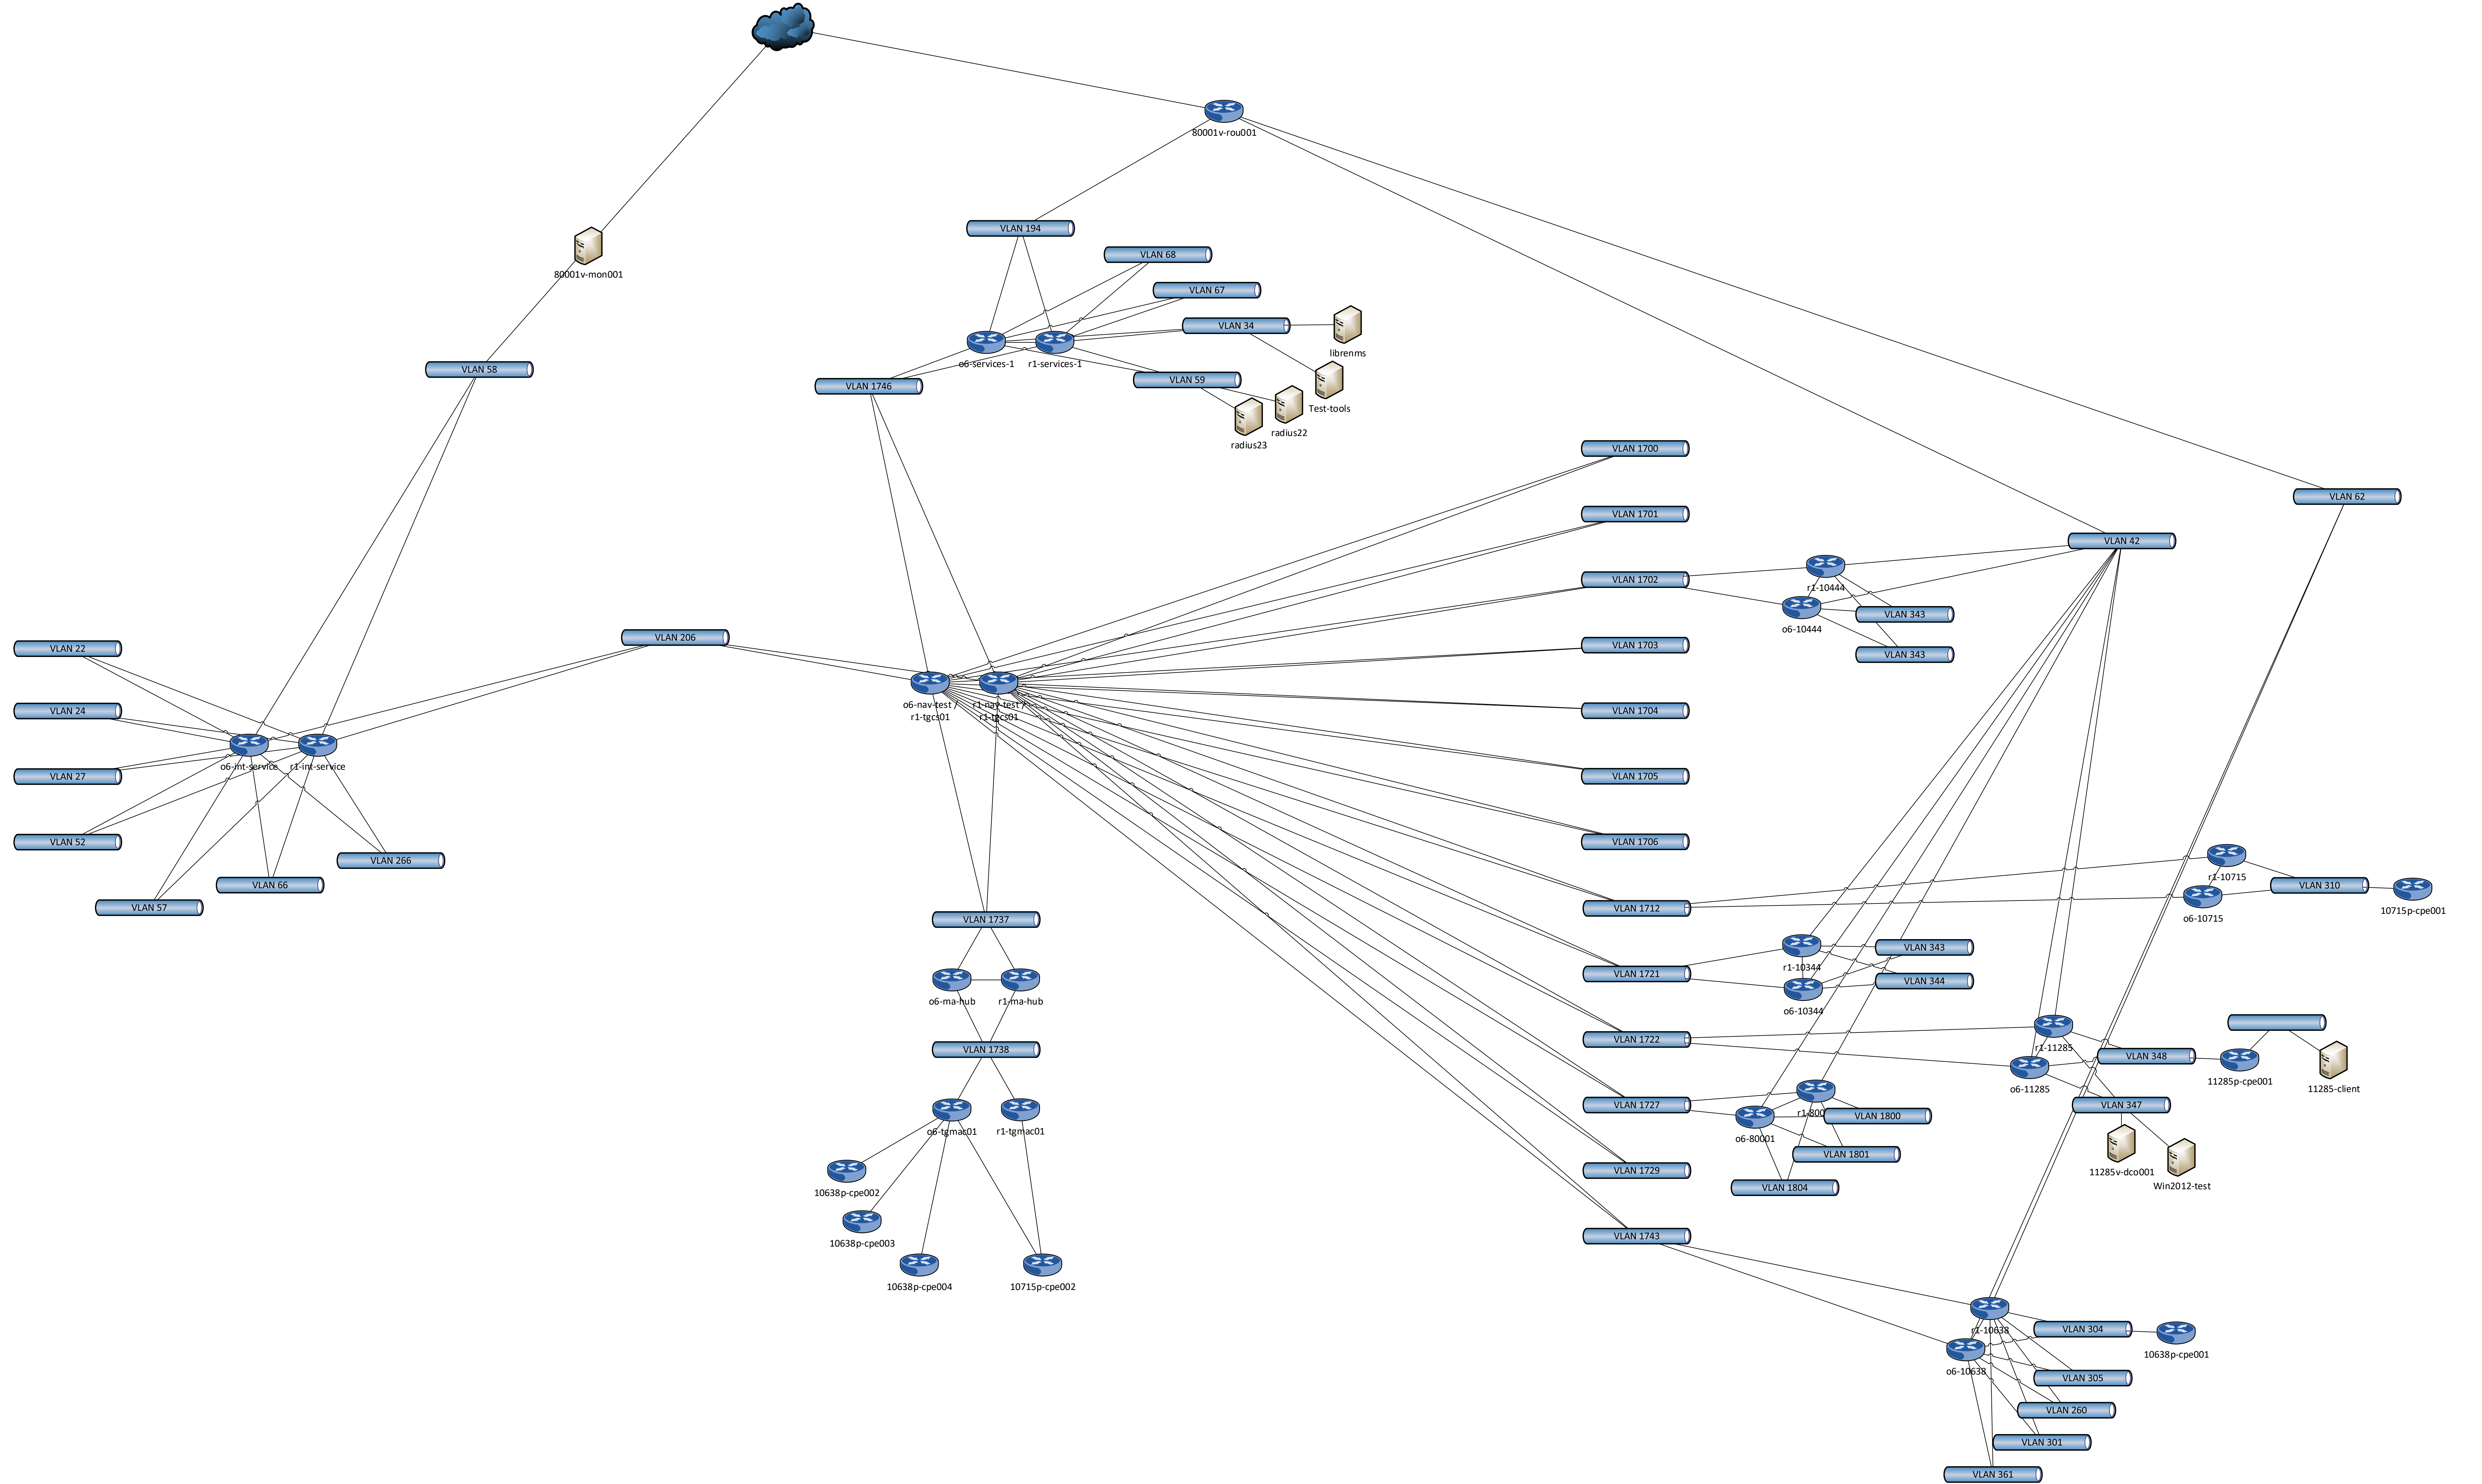 80001v-rou001
VLAN 194
VLAN 68
80001v-mon001
VLAN 67
VLAN 34
librenms
o6-services-1
r1-services-1
VLAN 58
VLAN 59
VLAN 1746
Test-tools
radius22
radius23
VLAN 1700
VLAN 62
VLAN 1701
VLAN 42
VLAN 1702
r1-10444
VLAN 343
o6-10444
VLAN 206
VLAN 22
VLAN 1703
VLAN 343
o6-nav-test /
r1-tgcs01
r1-nav-test /
r1-tgcs01
VLAN 24
VLAN 1704
o6-int-service
r1-int-service
VLAN 27
VLAN 1705
VLAN 52
VLAN 1706
VLAN 266
r1-10715
VLAN 66
VLAN 310
VLAN 57
VLAN 1712
o6-10715
10715p-cpe001
VLAN 1737
VLAN 343
r1-10344
VLAN 1721
VLAN 344
o6-ma-hub
r1-ma-hub
o6-10344
VLAN 1722
r1-11285
VLAN 1738
VLAN 348
o6-11285
11285p-cpe001
11285-client
VLAN 1727
VLAN 347
r1-800
VLAN 1800
o6-tgmac01
r1-tgmac01
o6-80001
VLAN 1801
VLAN 1729
11285v-dco001
Win2012-test
VLAN 1804
10638p-cpe002
VLAN 1743
10638p-cpe003
10638p-cpe004
10715p-cpe002
r1-10638
VLAN 304
10638p-cpe001
o6-10638
VLAN 305
VLAN 260
VLAN 301
VLAN 361